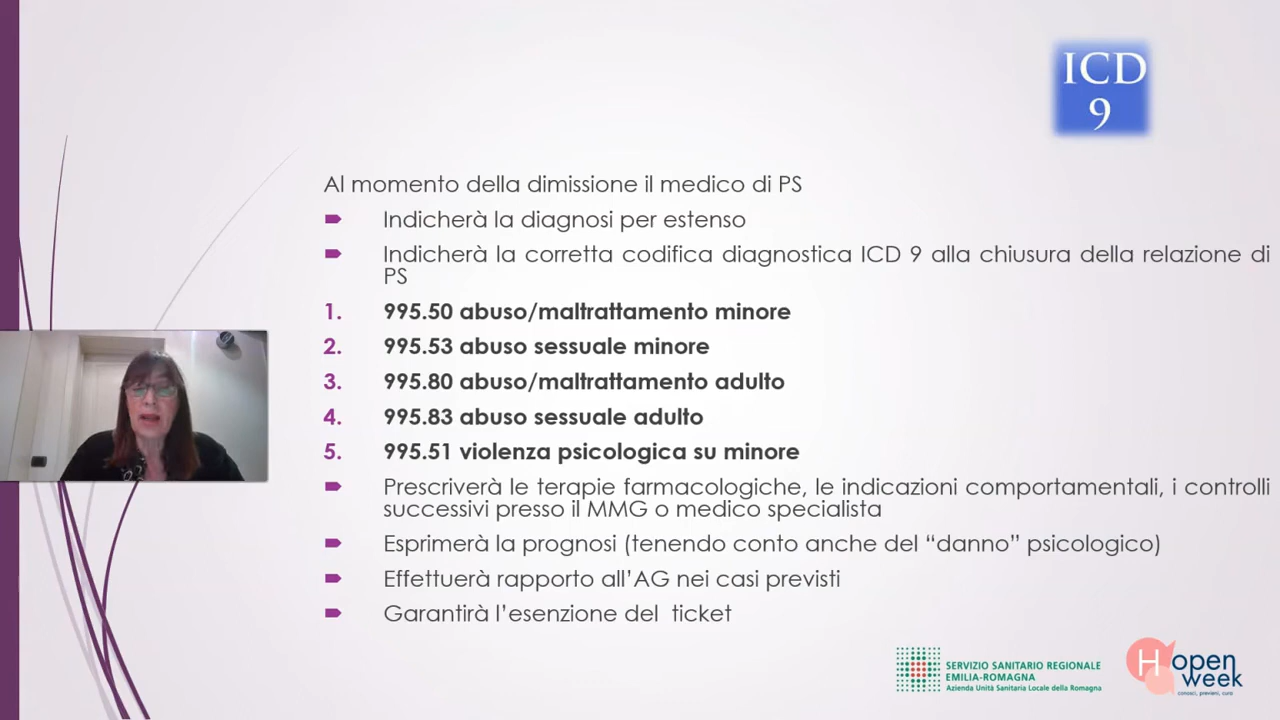 ICD
9
Al momento della dimissione il medico di PS
Indicherà la diagnosi per estenso
Indicherà la corretta codifica diagnostica ICD 9 alla chiusura della relazione di
PS
1. 995.50 abuso/maltrattamento minore
2. 995.53 abuso sessuale minore
3. 995.80 abuso/maltrattamento adulto
4. 995.83 abuso sessuale adulto
5. 995.51 violenza psicologica su minore
Prescriverà le terapie farmacologiche, le indicazioni comportamentali, i controlli
successivi presso il MMG o medico specialista
Esprimerà la prognosi (tenendo conto anche del “danno” psicologico)
Effettuerà rapporto all’AG nei casi previsti
Garantirà l’esenzione del  ticket
SERVIZIO SANITARIO REGIONALE
EMILIA-ROMAGNA
Azienda Unità Sanitaria Locale della Romagna
H open
week
conosci, previeni, cura